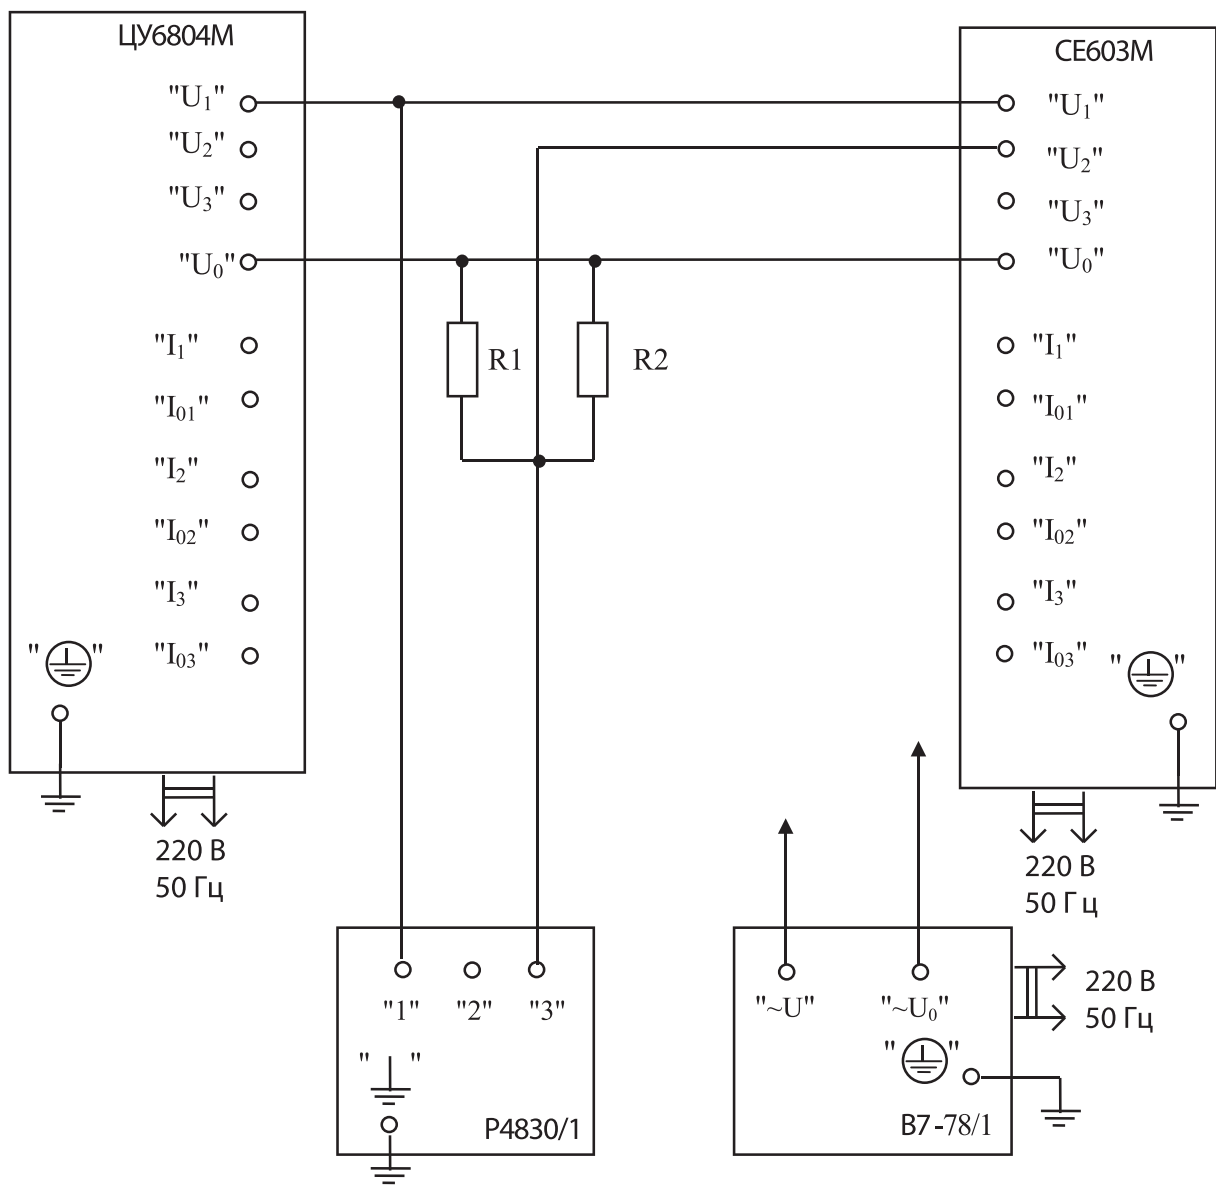 ЦУ6804М
"U₁"
"U₂"
"U₃"
"U₀"
"I₁"
"I₀₁"
"I₂"
"I₀₂"
"I₃"
"I₀₃"
" "
220 В
50 Гц
СЕ603М
"U₁"
"U₂"
"U₃"
"U₀"
"I₁"
"I₀₁"
"I₂"
"I₀₂"
"I₃"
"I₀₃"
" "
220 В
50 Гц
R1
R2
"1" "2" "3"
" "
Р4830/1
"~U" "~U₀"
" "
В7-78/1
220 В
50 Гц